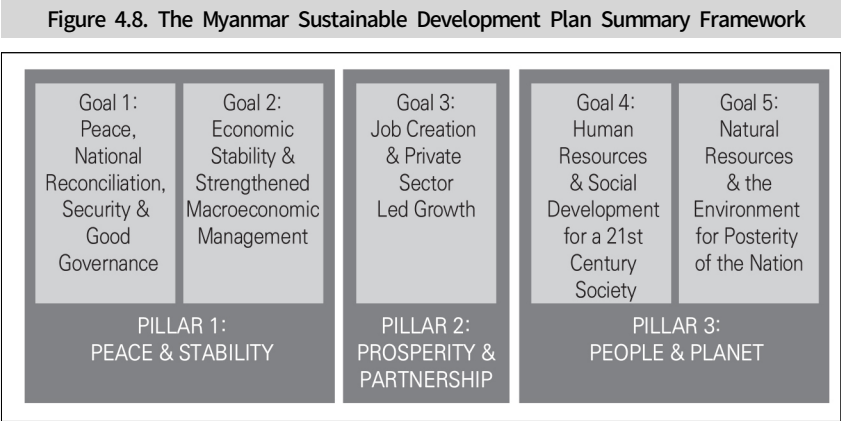 Figure 4.8. The Myanmar Sustainable Development Plan Summary Framework
Goal 1:
Peace,
National
Reconciliation,
Security &
Good
Governance
Goal 2:
Economic
Stability &
Strengthened
Macroeconomic
Management
PILLAR 1:
PEACE & STABILITY
Goal 3:
Job Creation
& Private
Sector
Led Growth
PILLAR 2:
PROSPERITY &
PARTNERSHIP
Goal 4:
Human
Resources
& Social
Development
for a 21st
Century
Society
Goal 5:
Natural
Resources
& the
Environment
for Posterity
of the Nation
PILLAR 3:
PEOPLE & PLANET